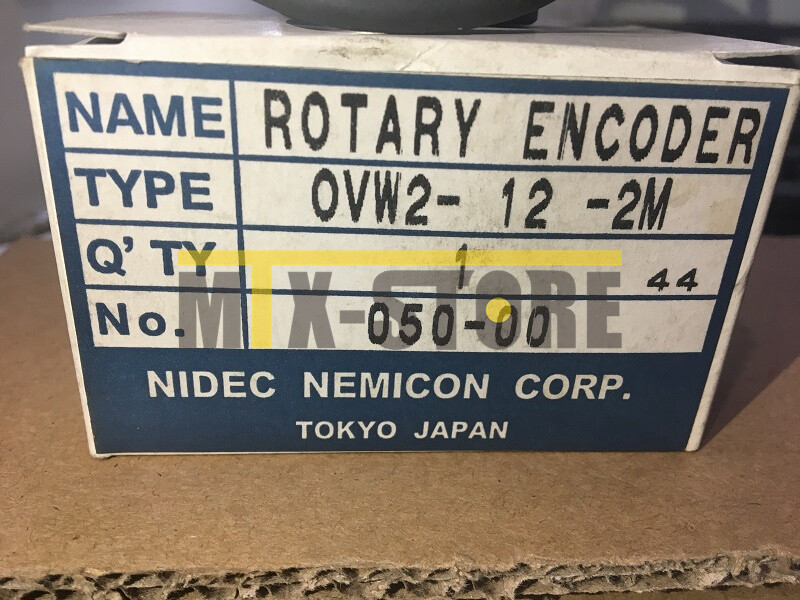 NAME ROTARY ENCODER
TYPE OVW2- 12 -2M
Q'TY 1 44
No. 050-00
MTX-STORE
NIDEC NEMICON CORP.
TOKYO JAPAN